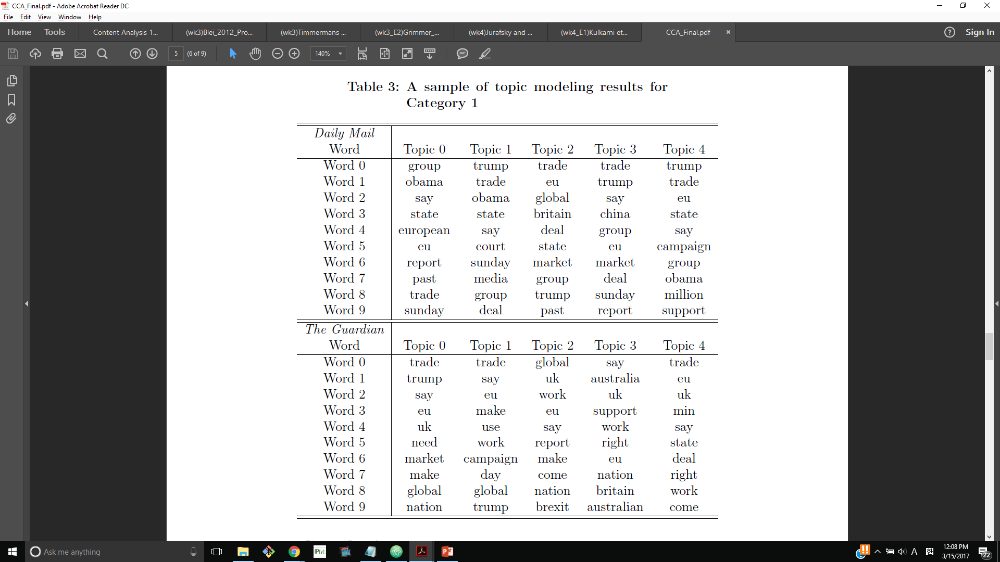 CCA_Final.pdf - Adobe Acrobat Reader DC
File Edit View Window Help
Home Tools Content Analysis 1... (wk3)Blei_2012_Pro... (wk3)Timmermans ... (wk3_E2)Grimmer_... (wk4)Jurafsky and ... (wk4_E1)Kulkarni et... CCA_Final.pdf × ? Sign In
5 (6 of 9) 140%
Table 3: A sample of topic modeling results for
Category 1
Daily Mail
Word Topic 0 Topic 1 Topic 2 Topic 3 Topic 4
Word 0 group trump trade trade trump
Word 1 obama trade eu trump trade
Word 2 say obama global say eu
Word 3 state state britain china state
Word 4 european say deal group say
Word 5 eu court state eu campaign
Word 6 report sunday market market group
Word 7 past media group deal obama
Word 8 trade group trump sunday million
Word 9 sunday deal past report support
The Guardian
Word Topic 0 Topic 1 Topic 2 Topic 3 Topic 4
Word 0 trade trade global say trade
Word 1 trump say uk australia eu
Word 2 say eu work uk uk
Word 3 eu make eu support min
Word 4 uk use say work say
Word 5 need work report right state
Word 6 market campaign make eu deal
Word 7 make day come nation right
Word 8 global global nation britain work
Word 9 nation trump brexit australian come
Ask me anything IP[y]: A 한 12:08 PM
3/15/2017 22